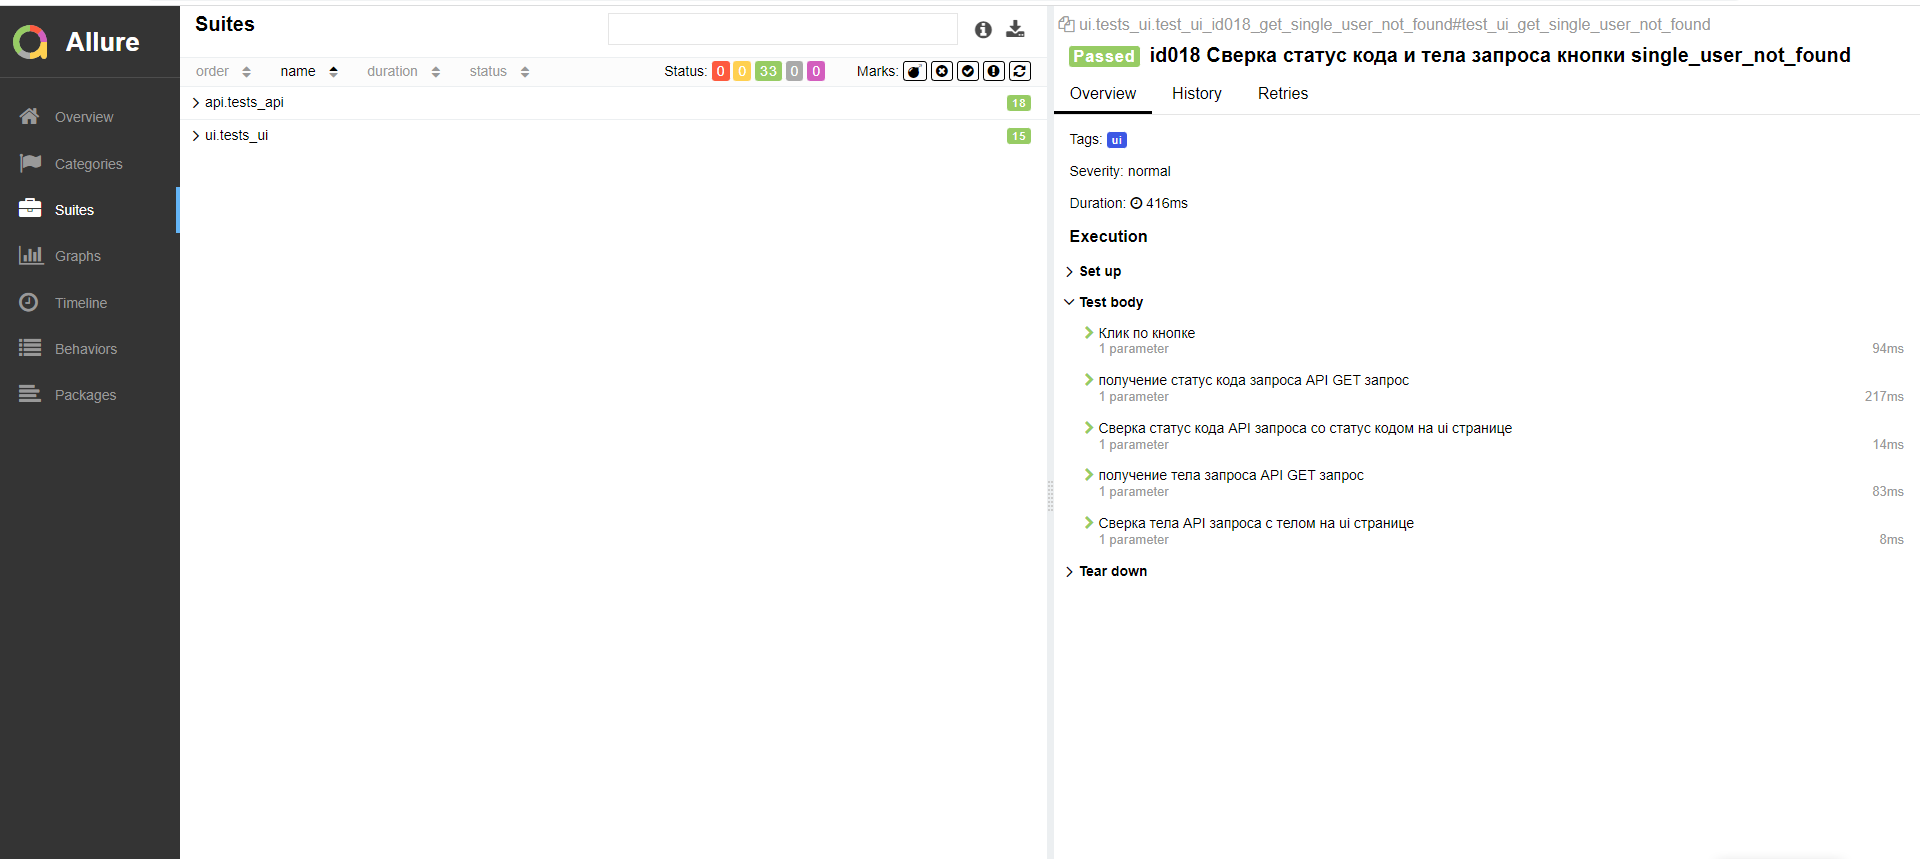 Allure
Overview
Categories
Suites
Graphs
Timeline
Behaviors
Packages
Suites
order name duration status Status: 0 0 33 0 0 Marks:
api.tests_api 18
ui.tests_ui 15
ui.tests_ui.test_ui_id018_get_single_user_not_found#test_ui_get_single_user_not_found
Passed id018 Сверка статус кода и тела запроса кнопки single_user_not_found
Overview History Retries
Tags: ui
Severity: normal
Duration: 416ms
Execution
Set up
Test body
Клик по кнопке
1 parameter 94ms
получение статус кода запроса API GET запрос
1 parameter 217ms
Сверка статус кода API запроса со статус кодом на ui странице
1 parameter 14ms
получение тела запроса API GET запрос
1 parameter 83ms
Сверка тела API запроса с телом на ui странице
1 parameter 8ms
Tear down